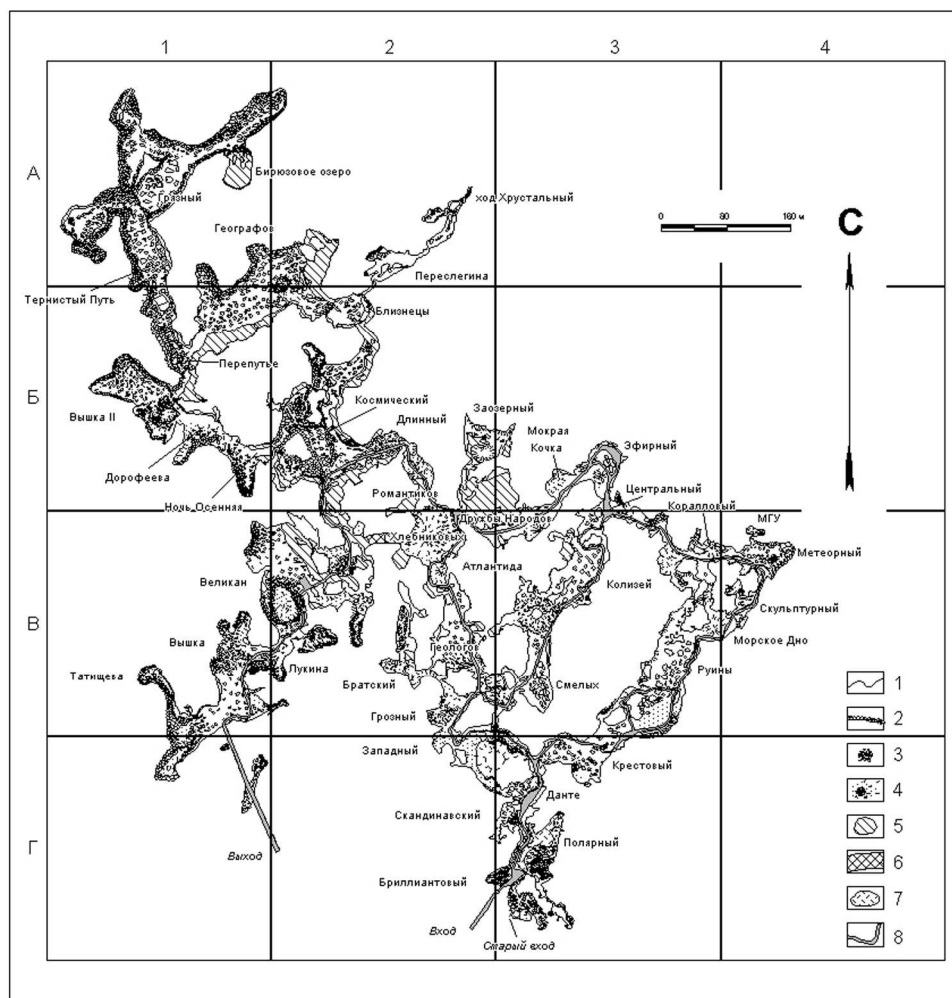 1 2 3 4
А
Бирюзовое озеро
Грязный
ход Хрустальный
0 80 160 м
С
Географов
Переслегина
Тернистый Путь
Близнецы
Перепутье
Б
Космический
Заозерный
Вышка II
Длинный
Мокрая
Кочка
Эфирный
Дорофеева
Центральный
Ночь Осенняя
Романтиков
Коралловый
Дружбы Народов
МГУ
Хлебниковых
Метеорный
Атлантида
Великан
Колизей
Скульптурный
В
Вышка
Морское Дно
Геологов
Татищева
Лукина
Руины
Братский
Смелых
1
Грозный
2
Западный
3
Крестовый
Данте
4
Скандинавский
Полярный
Г
Выход
5
Бриллиантовый
6
7
Вход
Старый вход
8